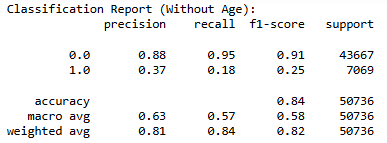 Classification Report (Without Age):
precision recall f1-score support
0.0 0.88 0.95 0.91 43667
1.0 0.37 0.18 0.25 7069
accuracy 0.84 50736
macro avg 0.63 0.57 0.58 50736
weighted avg 0.81 0.84 0.82 50736